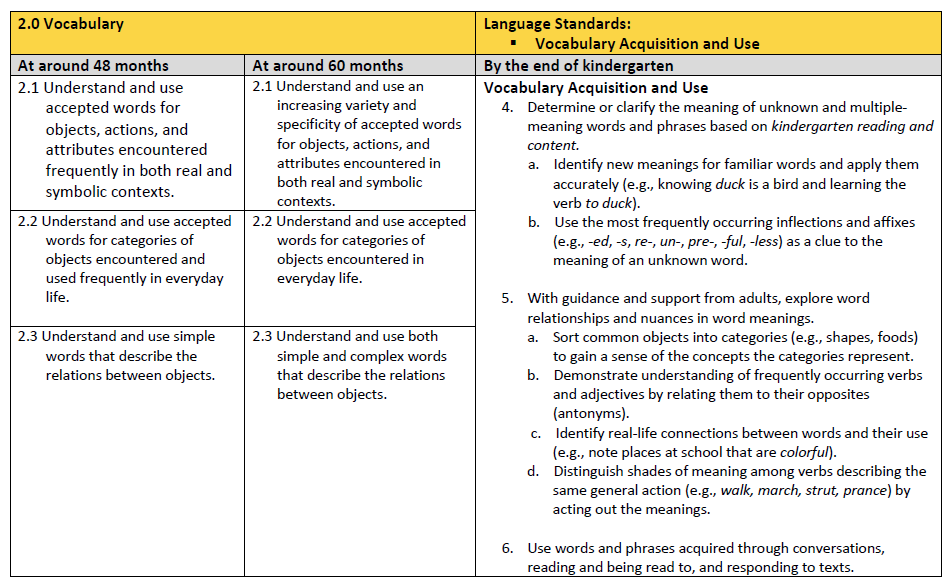 2.0 Vocabulary
Language Standards:
▪ Vocabulary Acquisition and Use
At around 48 months
At around 60 months
By the end of kindergarten
2.1 Understand and use
accepted words for
objects, actions, and
attributes encountered
frequently in both real and
symbolic contexts.
2.1 Understand and use an
increasing variety and
specificity of accepted words
for objects, actions, and
attributes encountered in
both real and symbolic
contexts.
2.2 Understand and use accepted
words for categories of
objects encountered and
used frequently in everyday
life.
2.2 Understand and use accepted
words for categories of
objects encountered in
everyday life.
2.3 Understand and use simple
words that describe the
relations between objects.
2.3 Understand and use both
simple and complex words
that describe the relations
between objects.
Vocabulary Acquisition and Use
4. Determine or clarify the meaning of unknown and multiple-
meaning words and phrases based on kindergarten reading and
content.
a. Identify new meanings for familiar words and apply them
accurately (e.g., knowing duck is a bird and learning the
verb to duck).
b. Use the most frequently occurring inflections and affixes
(e.g., -ed, -s, re-, un-, pre-, -ful, -less) as a clue to the
meaning of an unknown word.
5. With guidance and support from adults, explore word
relationships and nuances in word meanings.
a. Sort common objects into categories (e.g., shapes, foods)
to gain a sense of the concepts the categories represent.
b. Demonstrate understanding of frequently occurring verbs
and adjectives by relating them to their opposites
(antonyms).
c. Identify real-life connections between words and their use
(e.g., note places at school that are colorful).
d. Distinguish shades of meaning among verbs describing the
same general action (e.g., walk, march, strut, prance) by
acting out the meanings.
6. Use words and phrases acquired through conversations,
reading and being read to, and responding to texts.